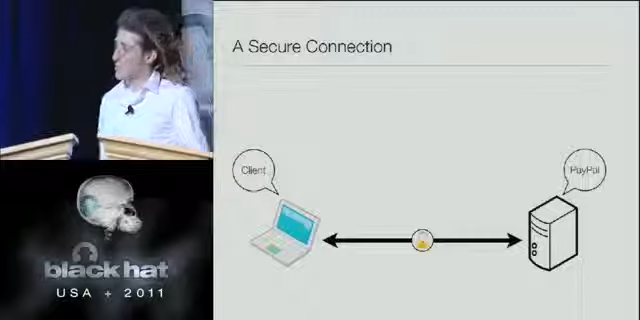 A Secure Connection
Client
PayPal
black hat
USA + 2011